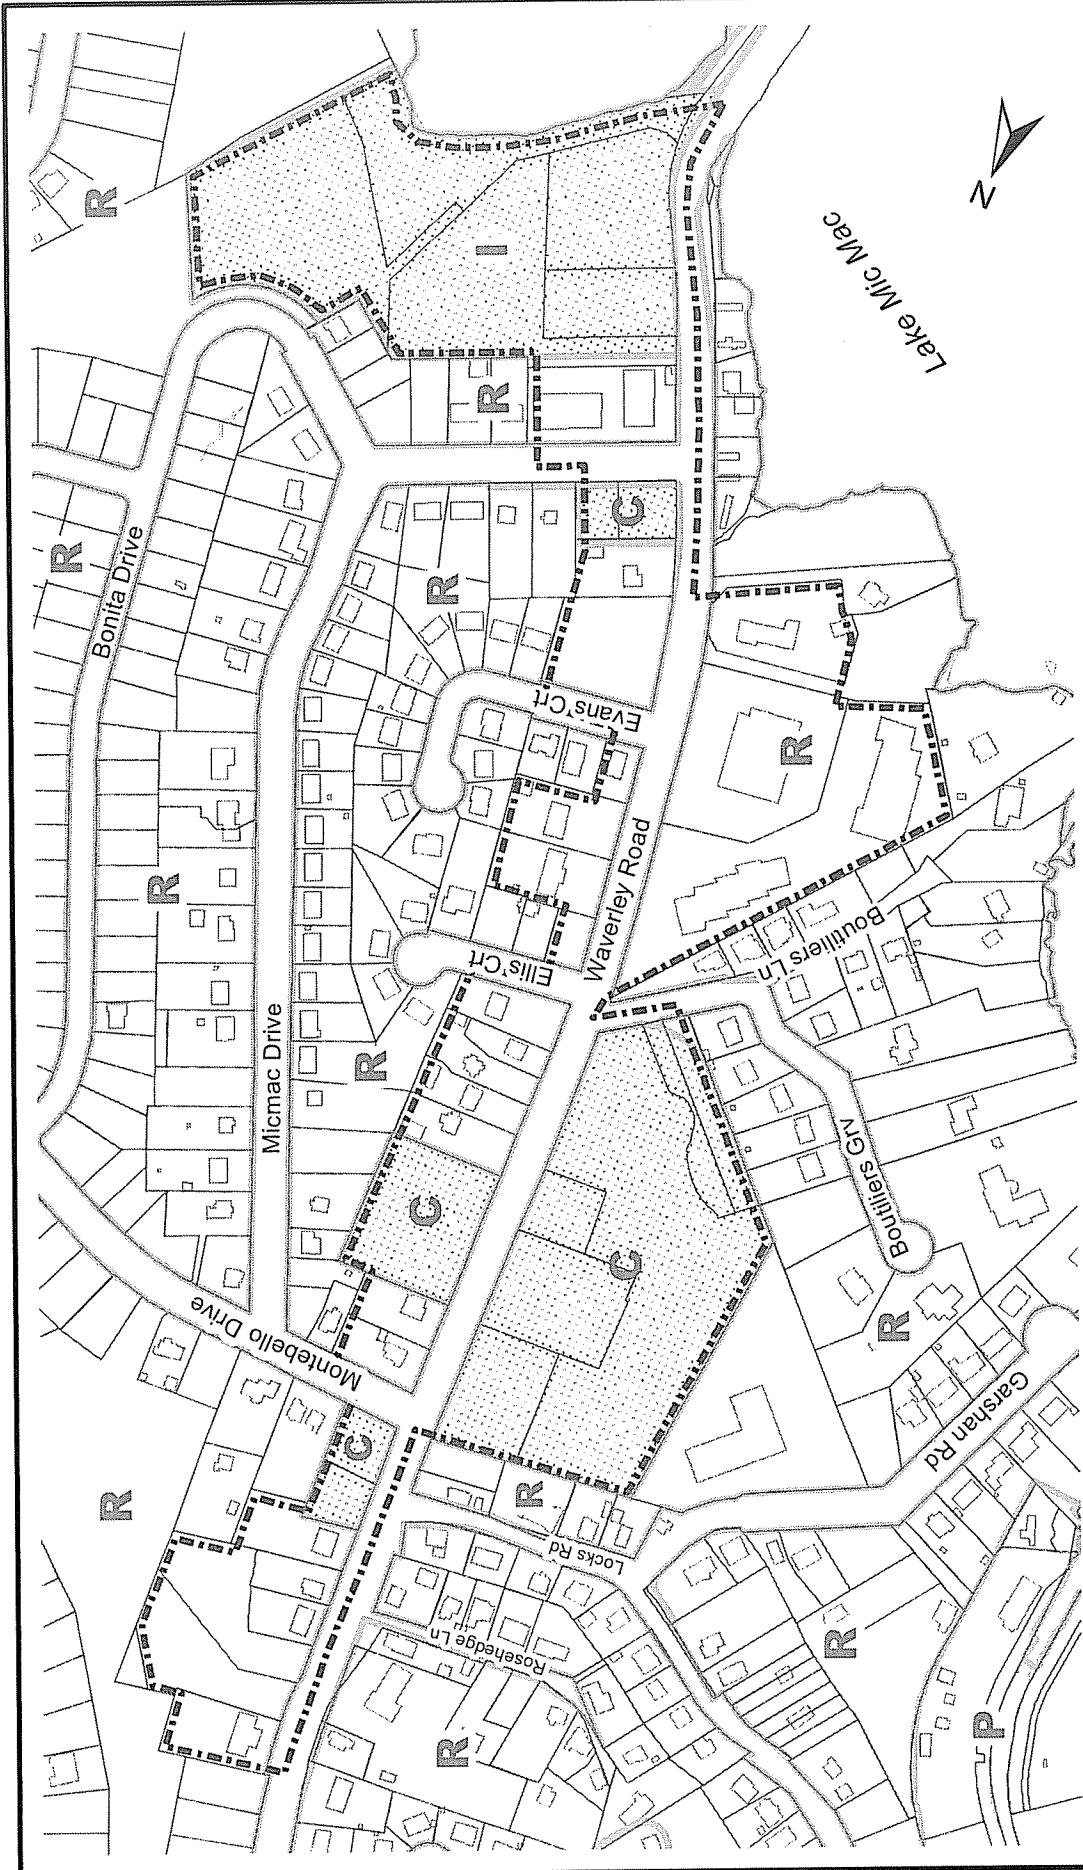 R
R
Bonita Drive
R
R
Montebello Drive
Micmac Drive
C
R
R
R
I
C
R
Ellis' Crt
Evans' Crt
C
Waverley Road
Rosehedge Ln
R
Locks Rd
C
R
Boutiliers Ln
R
Boutiliers Grv
R
Garshan Rd
P
Lake Mic Mac
N